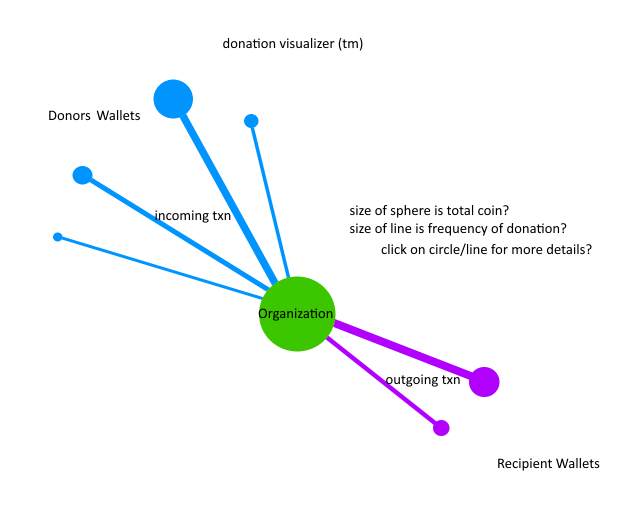 donation visualizer (tm)
Donors Wallets
incoming txn
size of sphere is total coin?
size of line is frequency of donation?
click on circle/line for more details?
Organization
outgoing txn
Recipient Wallets